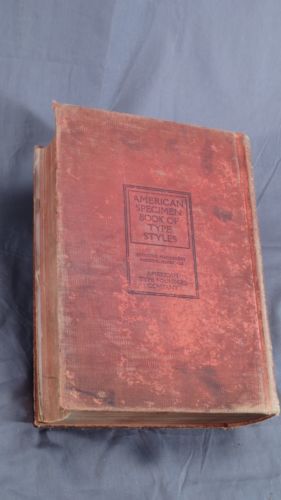 AMERICAN
SPECIMEN
BOOK OF
TYPE
STYLES
AMERICAN
TYPE FOUNDERS
COMPANY